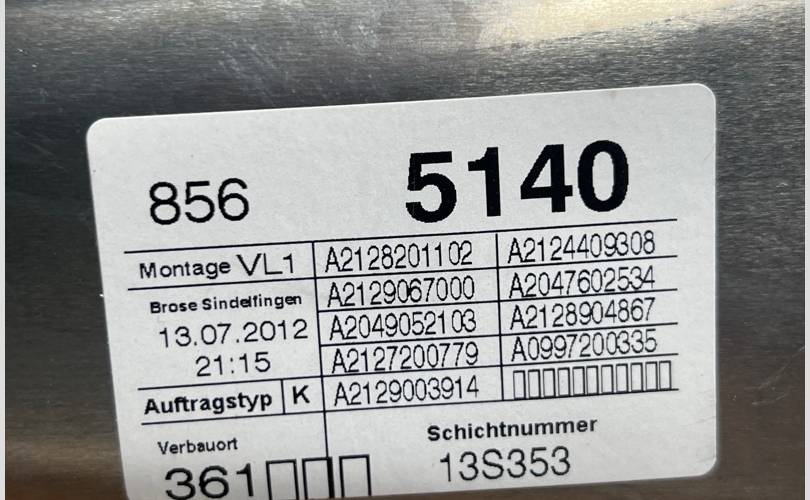 856 5140
Montage VL1 A2128201102 A2124409308
Brose Sindelfingen A2129067000 A2047602534
13.07.2012 A2049052103 A2128904867
21:15 A2127200779 A0997200335
Auftragstyp K A2129003914
Verbauort Schichtnummer
361 13S353